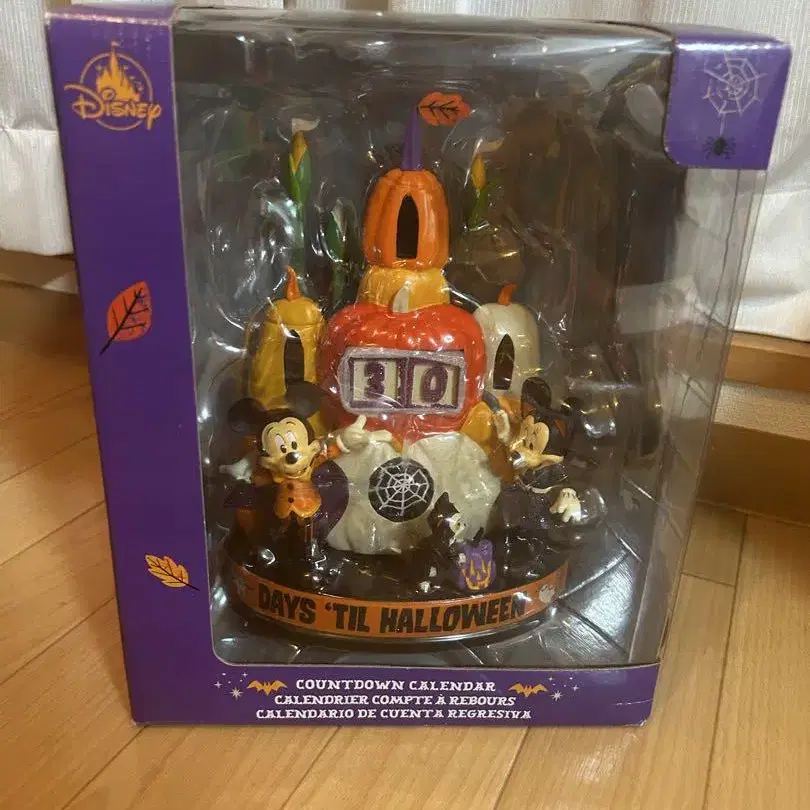 Disney
30
DAYS 'TIL HALLOWEEN
COUNTDOWN CALENDAR
CALENDRIER COMPTE À REBOURS
CALENDARIO DE CUENTA REGRESIVA